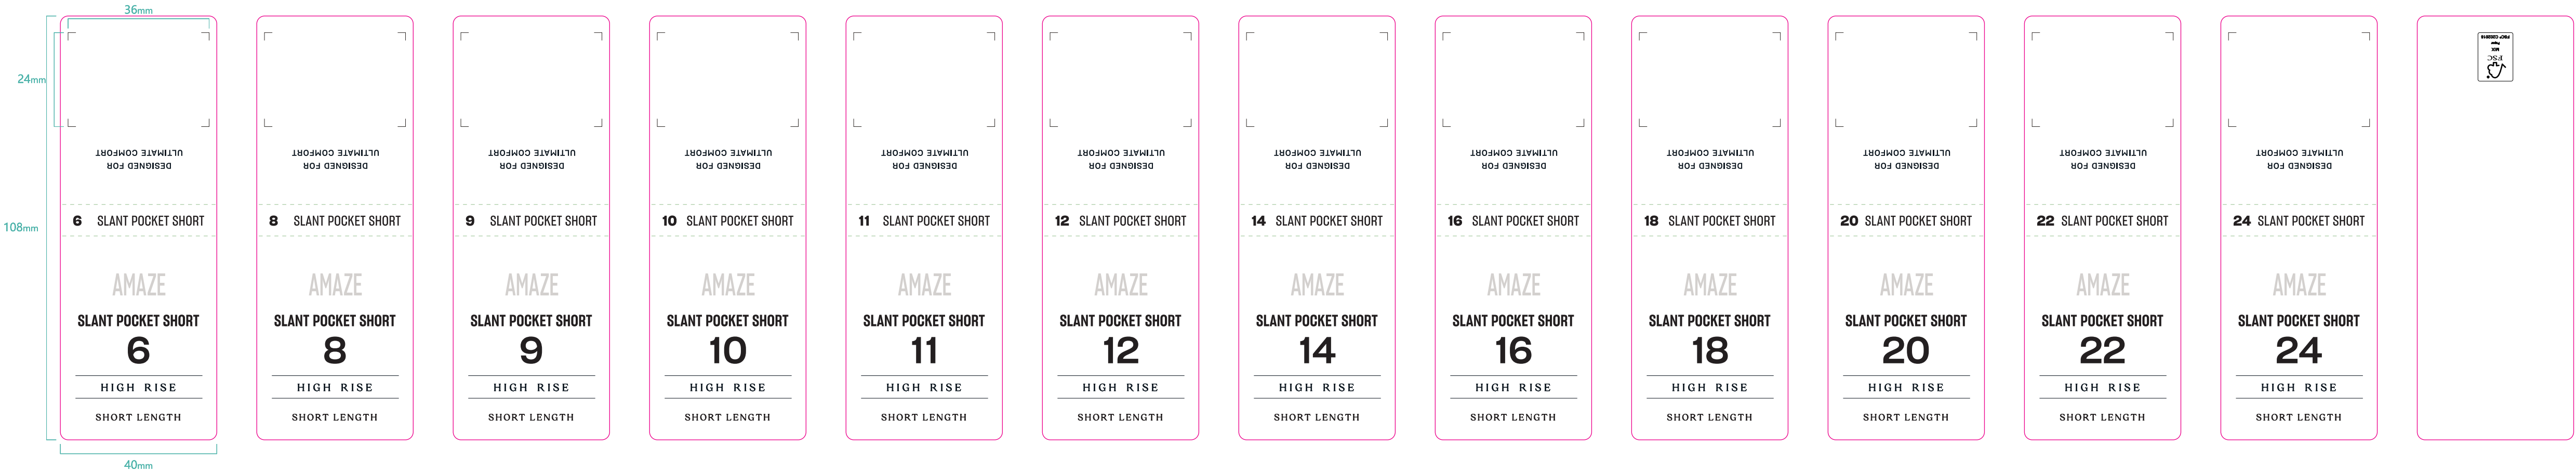 36mm
24mm
108mm
40mm
ULTIMATE COMFORT
DESIGNED FOR
6 SLANT POCKET SHORT
AMAZE
SLANT POCKET SHORT
6
HIGH RISE
SHORT LENGTH
ULTIMATE COMFORT
DESIGNED FOR
8 SLANT POCKET SHORT
AMAZE
SLANT POCKET SHORT
8
HIGH RISE
SHORT LENGTH
ULTIMATE COMFORT
DESIGNED FOR
9 SLANT POCKET SHORT
AMAZE
SLANT POCKET SHORT
9
HIGH RISE
SHORT LENGTH
ULTIMATE COMFORT
DESIGNED FOR
10 SLANT POCKET SHORT
AMAZE
SLANT POCKET SHORT
10
HIGH RISE
SHORT LENGTH
ULTIMATE COMFORT
DESIGNED FOR
11 SLANT POCKET SHORT
AMAZE
SLANT POCKET SHORT
11
HIGH RISE
SHORT LENGTH
ULTIMATE COMFORT
DESIGNED FOR
12 SLANT POCKET SHORT
AMAZE
SLANT POCKET SHORT
12
HIGH RISE
SHORT LENGTH
ULTIMATE COMFORT
DESIGNED FOR
14 SLANT POCKET SHORT
AMAZE
SLANT POCKET SHORT
14
HIGH RISE
SHORT LENGTH
ULTIMATE COMFORT
DESIGNED FOR
16 SLANT POCKET SHORT
AMAZE
SLANT POCKET SHORT
16
HIGH RISE
SHORT LENGTH
ULTIMATE COMFORT
DESIGNED FOR
18 SLANT POCKET SHORT
AMAZE
SLANT POCKET SHORT
18
HIGH RISE
SHORT LENGTH
ULTIMATE COMFORT
DESIGNED FOR
20 SLANT POCKET SHORT
AMAZE
SLANT POCKET SHORT
20
HIGH RISE
SHORT LENGTH
ULTIMATE COMFORT
DESIGNED FOR
22 SLANT POCKET SHORT
AMAZE
SLANT POCKET SHORT
22
HIGH RISE
SHORT LENGTH
ULTIMATE COMFORT
DESIGNED FOR
24 SLANT POCKET SHORT
AMAZE
SLANT POCKET SHORT
24
HIGH RISE
SHORT LENGTH
FSC
MIX
Paper